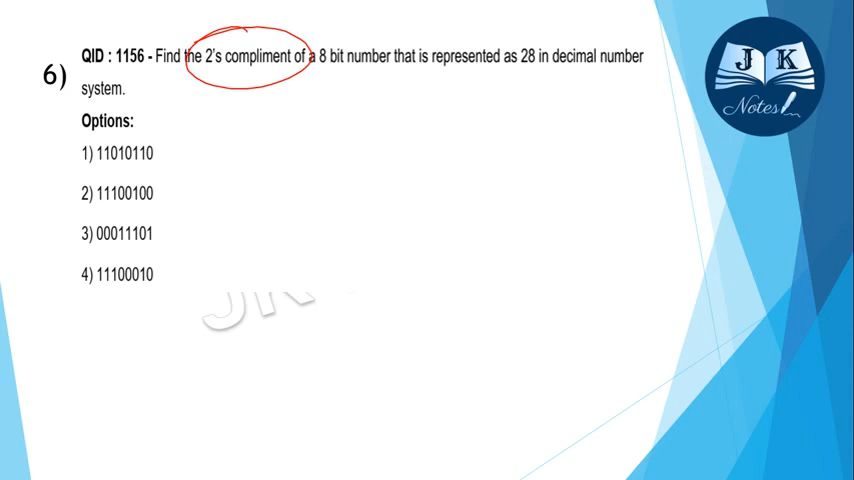 6) QID : 1156 - Find the 2's compliment of a 8 bit number that is represented as 28 in decimal number
system.
Options:
1) 11010110
2) 11100100
3) 00011101
4) 11100010
J K
Notes
JK